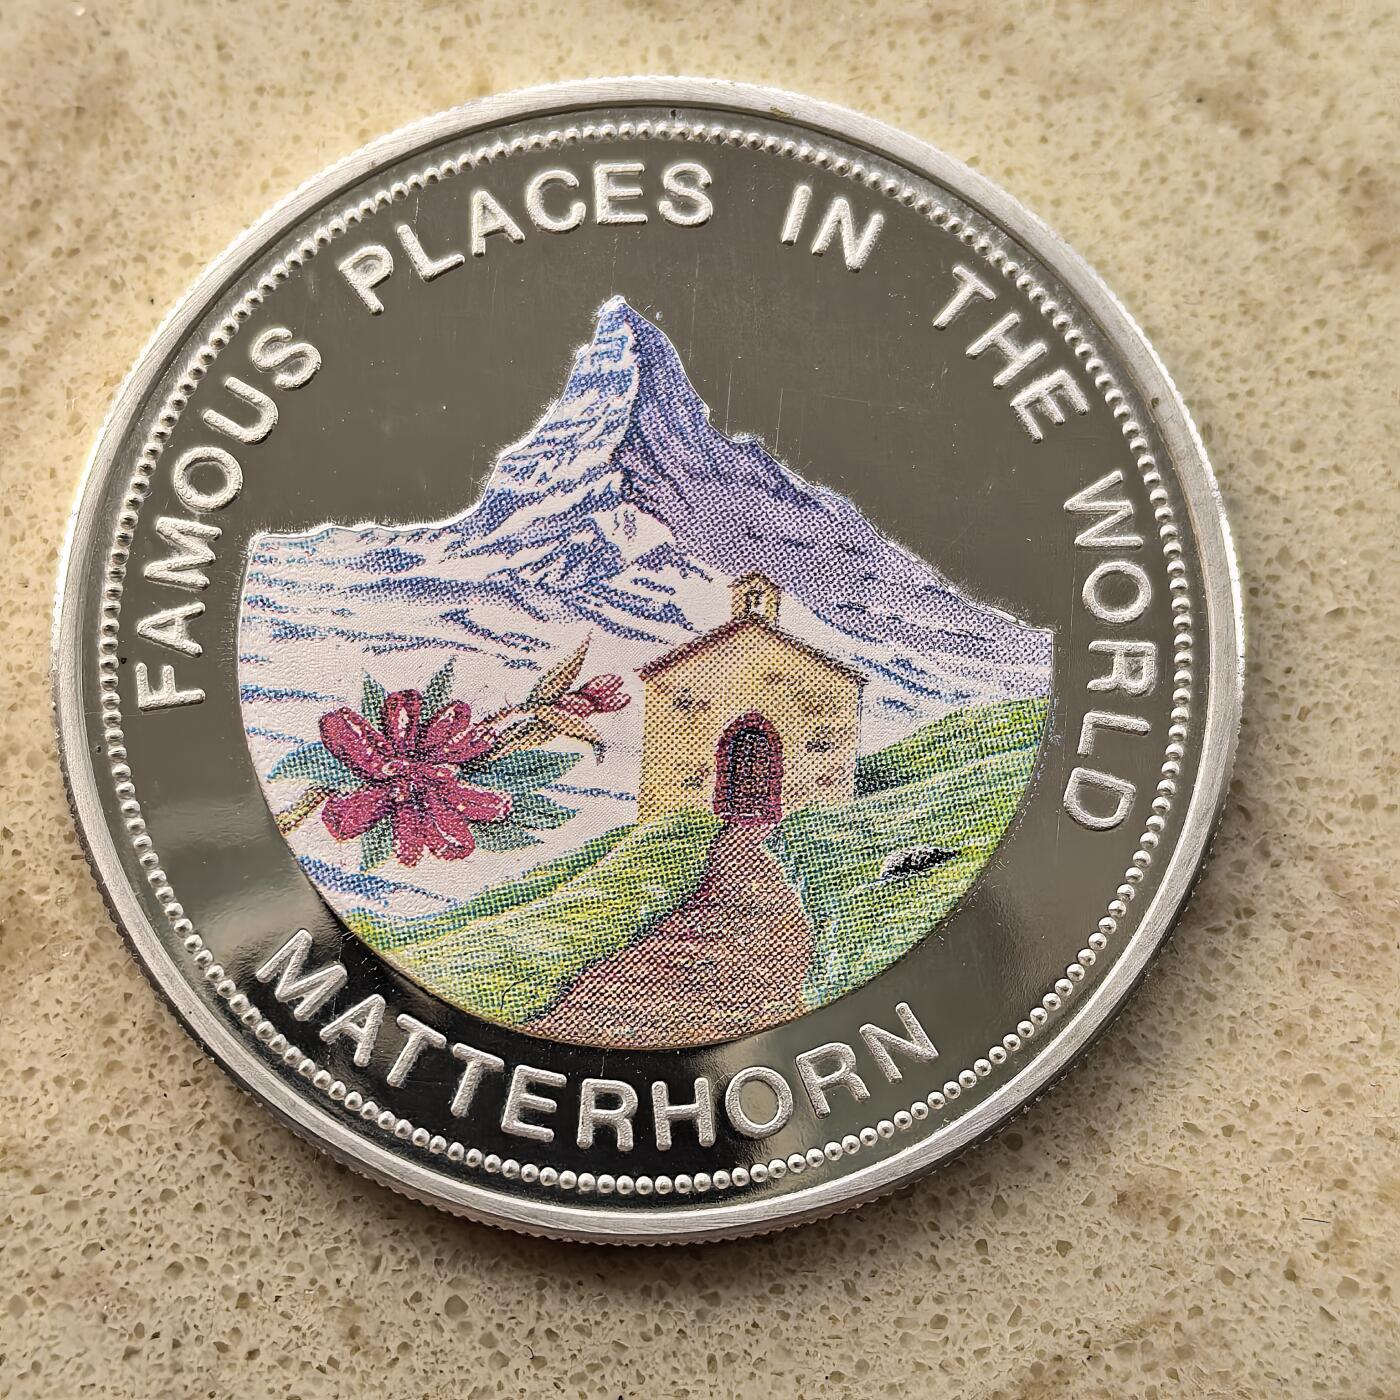 FAMOUS PLACES IN THE WORLD
MATTERHORN